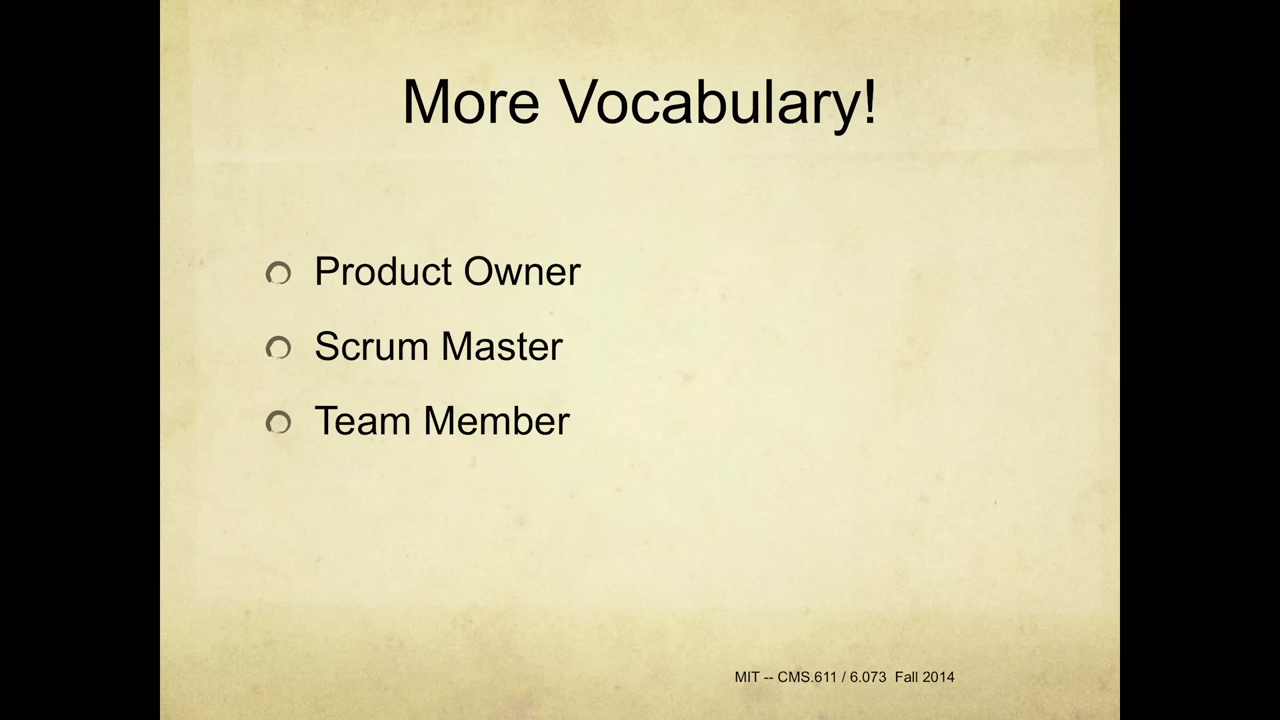 More Vocabulary!
Product Owner
Scrum Master
Team Member
MIT -- CMS.611 / 6.073 Fall 2014